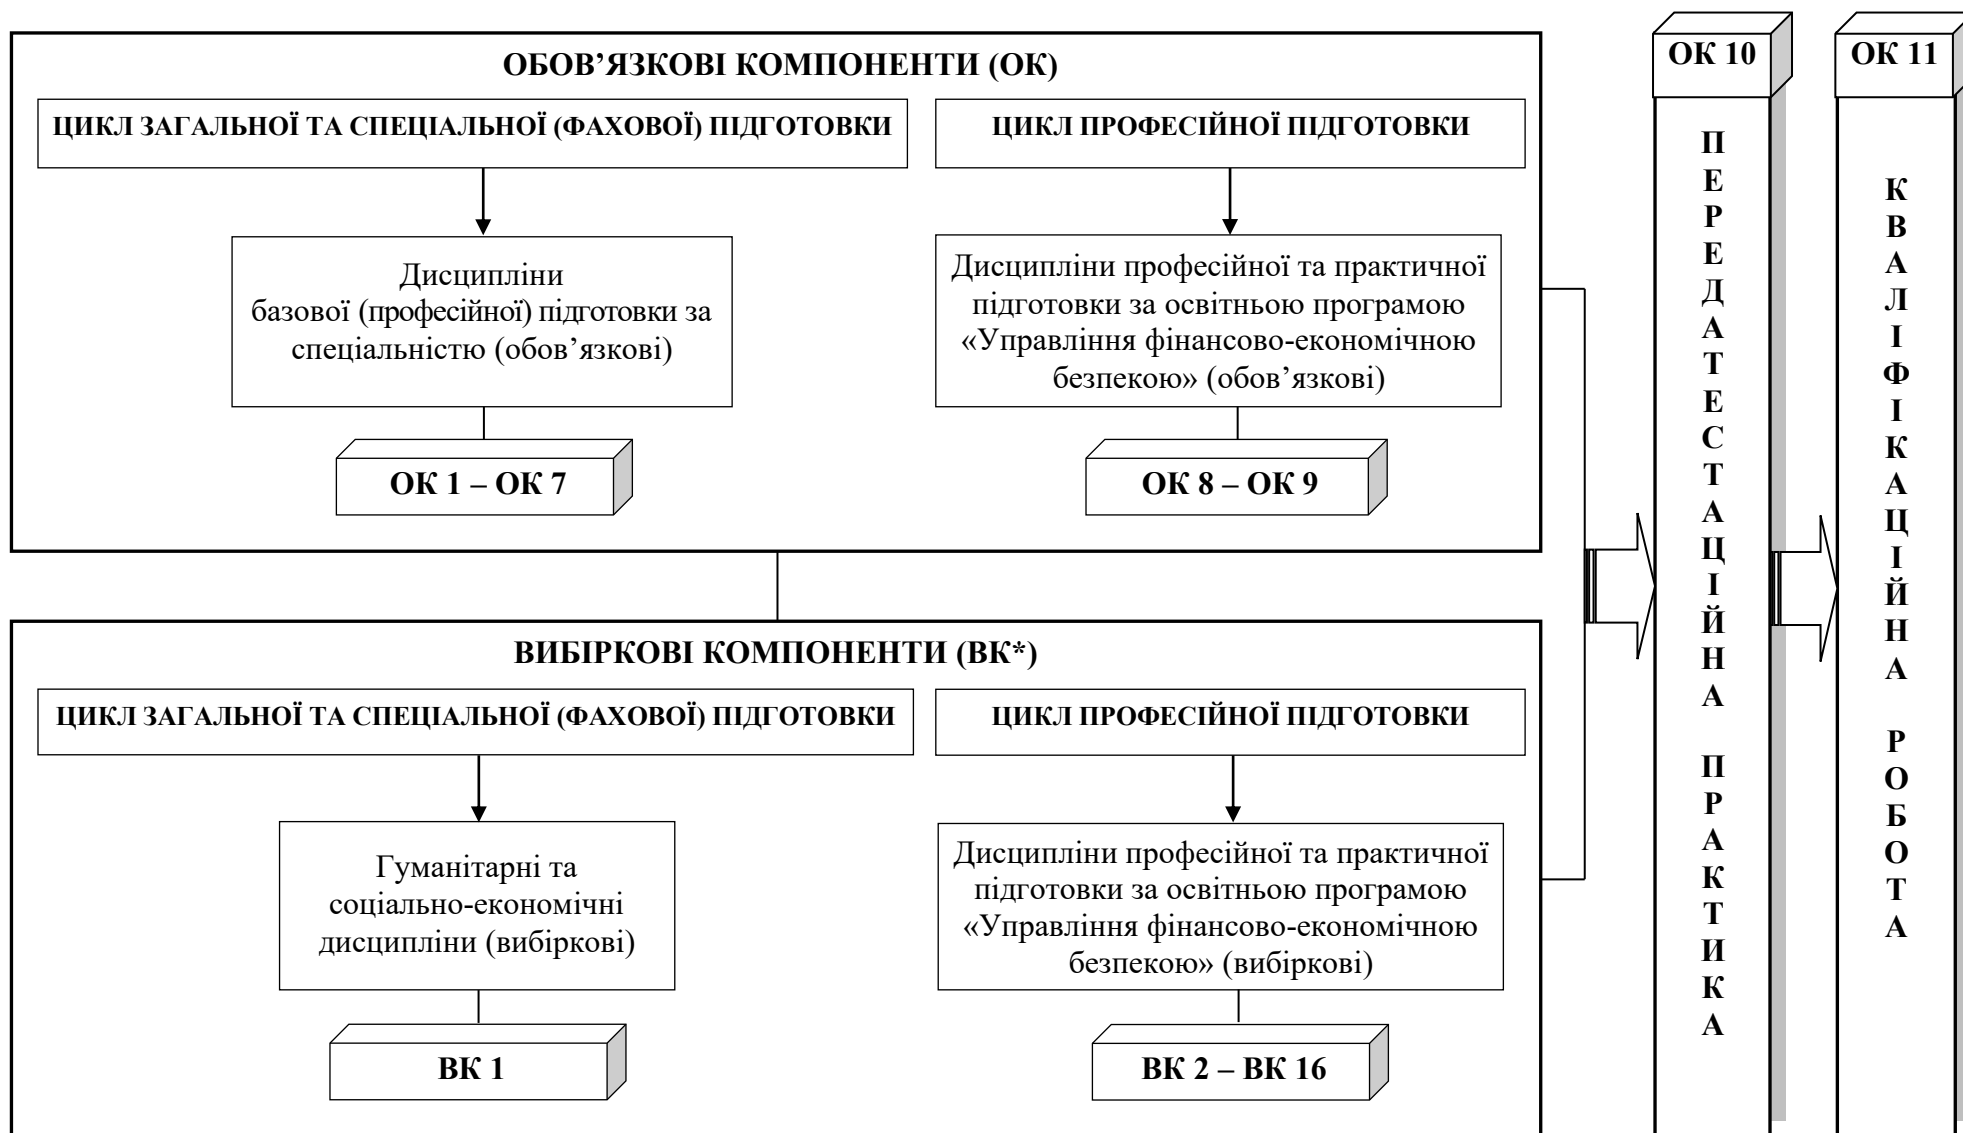 ОБОВ’ЯЗКОВІ КОМПОНЕНТИ (ОК)
ЦИКЛ ЗАГАЛЬНОЇ ТА СПЕЦІАЛЬНОЇ (ФАХОВОЇ) ПІДГОТОВКИ
Дисципліни
базової (професійної) підготовки за
спеціальністю (обов’язкові)
ОК 1 – ОК 7
ЦИКЛ ПРОФЕСІЙНОЇ ПІДГОТОВКИ
Дисципліни професійної та практичної
підготовки за освітньою програмою
«Управління фінансово-економічною
безпекою» (обов’язкові)
ОК 8 – ОК 9
ВИБІРКОВІ КОМПОНЕНТИ (ВК*)
ЦИКЛ ЗАГАЛЬНОЇ ТА СПЕЦІАЛЬНОЇ (ФАХОВОЇ) ПІДГОТОВКИ
Гуманітарні та
соціально-економічні
дисципліни (вибіркові)
ВК 1
ЦИКЛ ПРОФЕСІЙНОЇ ПІДГОТОВКИ
Дисципліни професійної та практичної
підготовки за освітньою програмою
«Управління фінансово-економічною
безпекою» (вибіркові)
ВК 2 – ВК 16
ОК 10
ПЕРЕДАТЕСТАЦІЙНА ПРАКТИКА
ОК 11
КВАЛІФІКАЦІЙНА РОБОТА